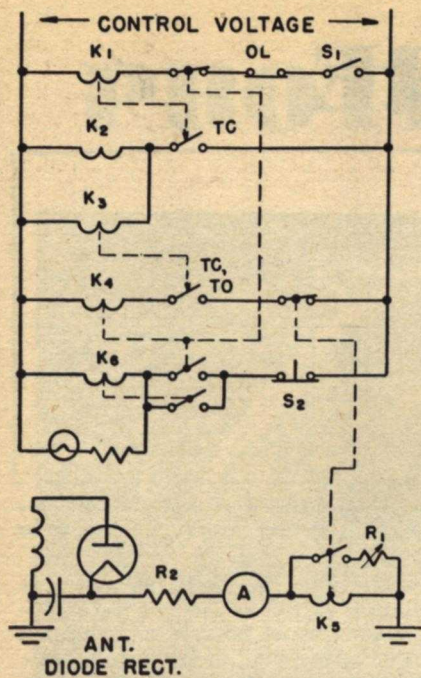 CONTROL VOLTAGE
K1 OL S1
K2 TC
K3
K4 TC, TO
K6 S2
R2 A R1
K5
ANT.
DIODE RECT.